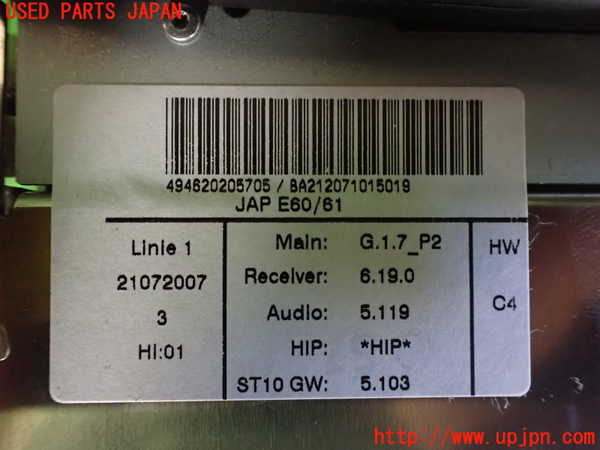 USED PARTS JAPAN
494620205705 / BA212071015019
JAP E60/61
Linie 1
21072007
3
HI:01
Main: G.1.7_P2
Receiver: 6.19.0
Audio: 5.119
HIP: *HIP*
ST10 GW: 5.103
HW
C4
http://www.upjpn.com/